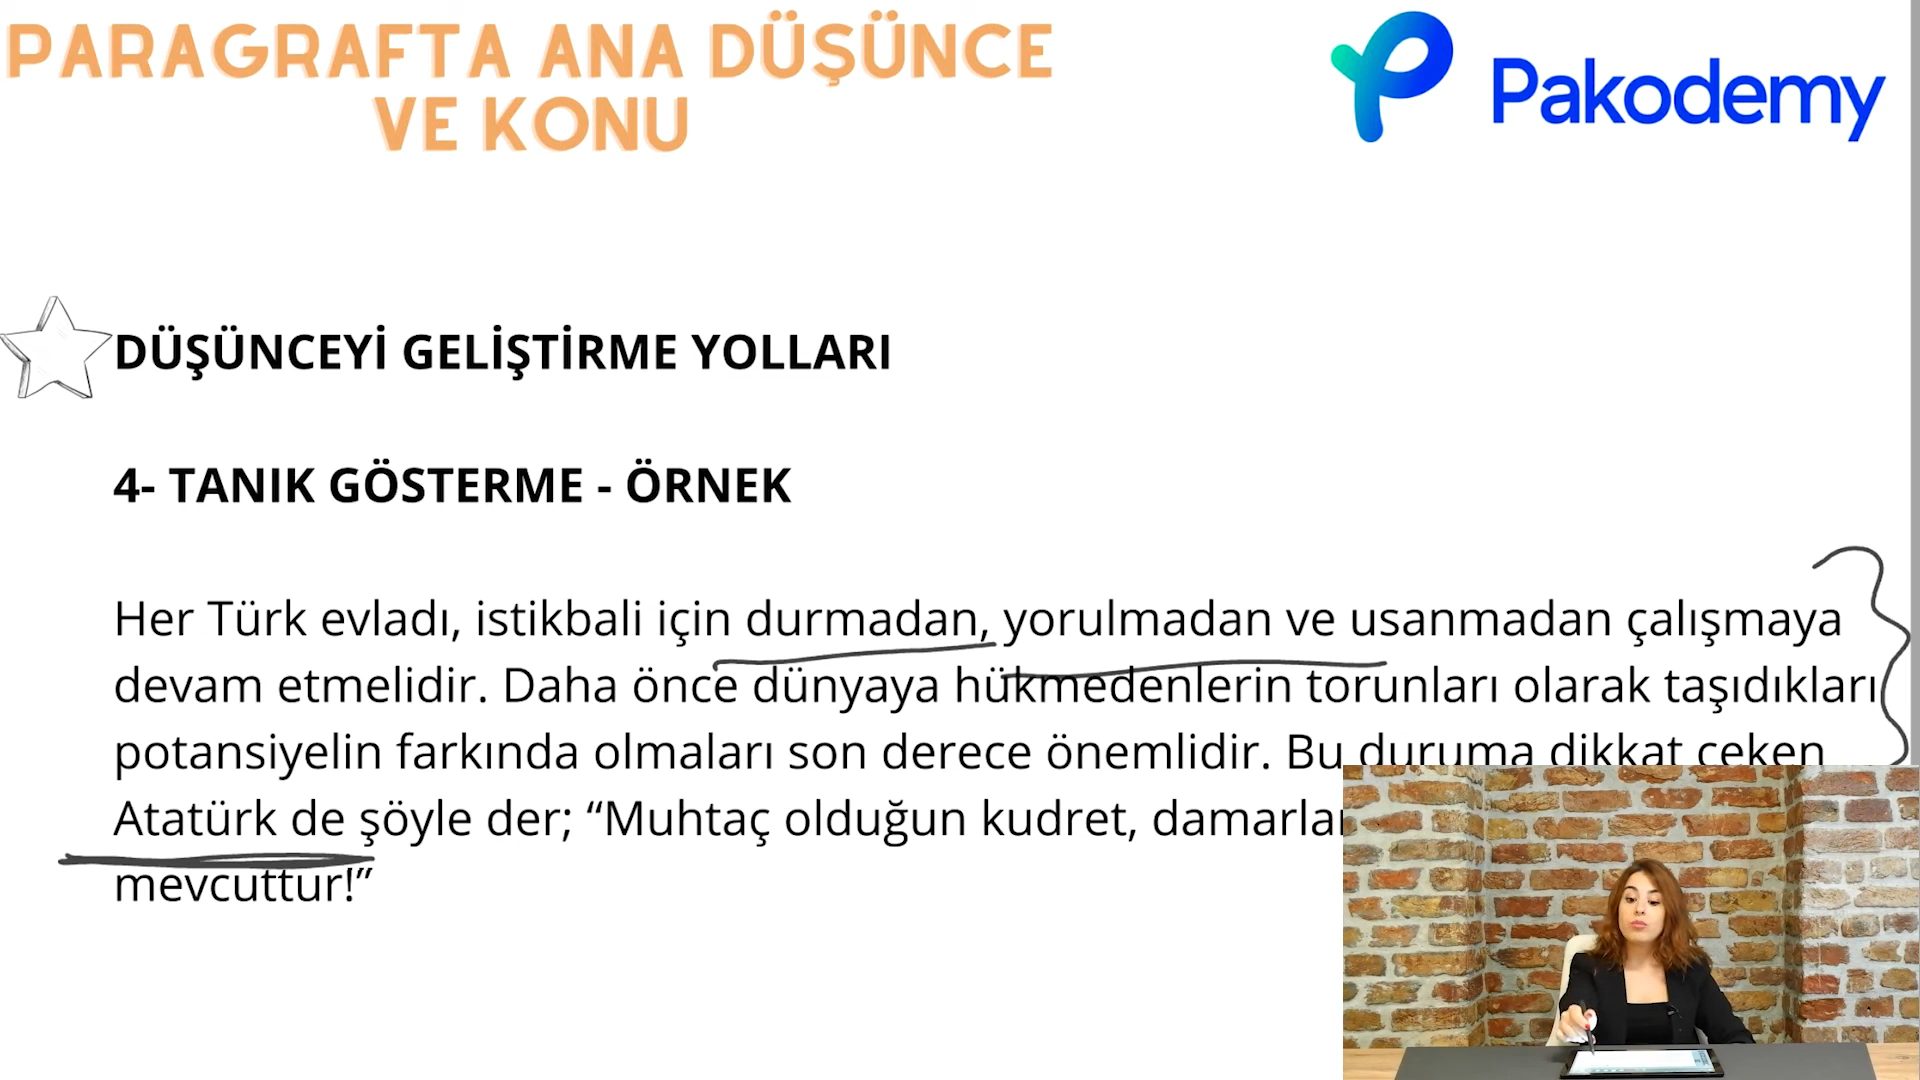 PARAGRAFTA ANA DÜŞÜNCE
VE KONU
Pakodemy
DÜŞÜNCEYİ GELİŞTİRME YOLLARI
4- TANIK GÖSTERME - ÖRNEK
Her Türk evladı, istikbali için durmadan, yorulmadan ve usanmadan çalışmaya
devam etmelidir. Daha önce dünyaya hükmedenlerin torunları olarak taşıdıkları
potansiyelin farkında olmaları son derece önemlidir. Bu duruma dikkat çeken
Atatürk de şöyle der; “Muhtaç olduğun kudret,
mevcuttur!”